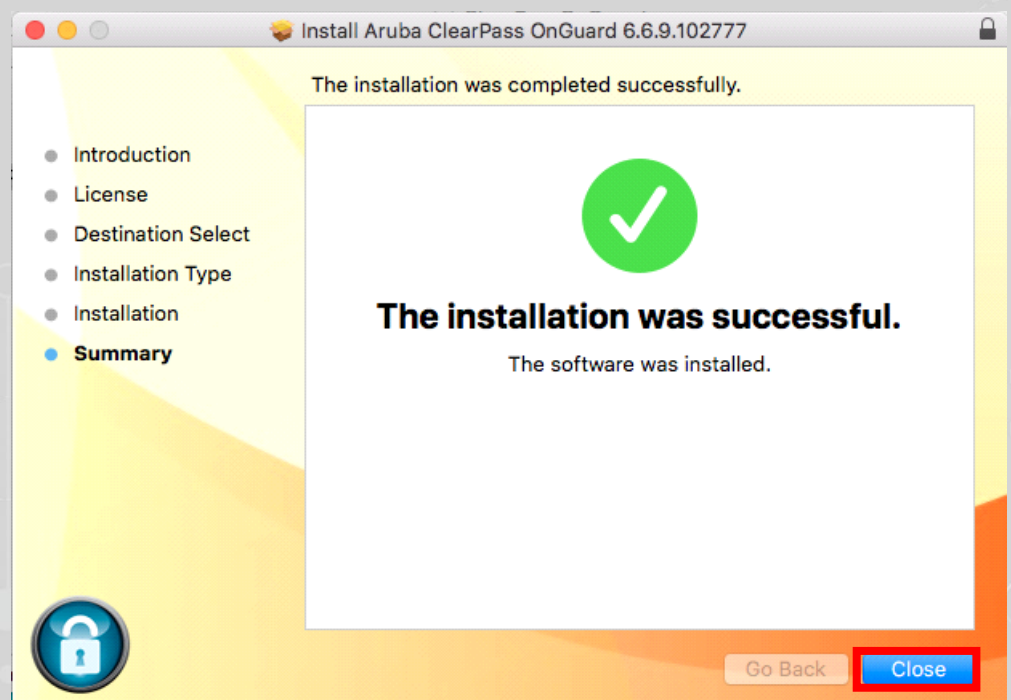 Install Aruba ClearPass OnGuard 6.6.9.102777
The installation was completed successfully.
Introduction
License
Destination Select
Installation Type
Installation
Summary
The installation was successful.
The software was installed.
Go Back
Close